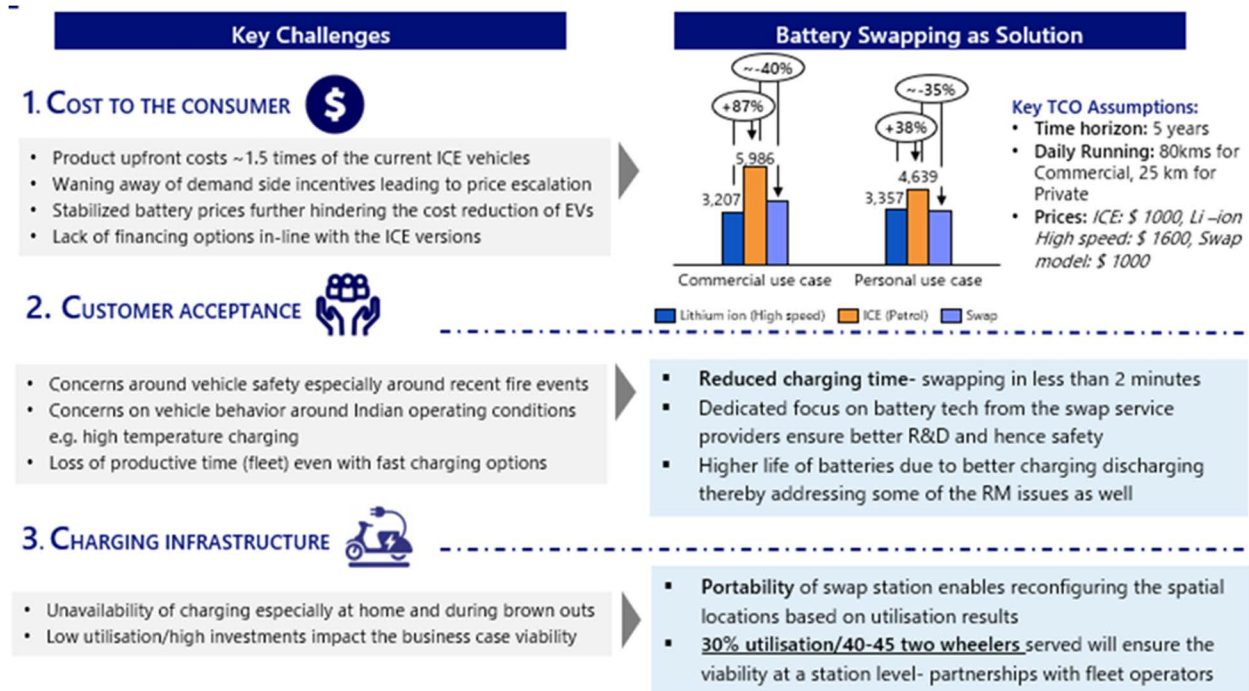 Key Challenges
Battery Swapping as Solution
1. COST TO THE CONSUMER
$
• Product upfront costs ~1.5 times of the current ICE vehicles
• Waning away of demand side incentives leading to price escalation
• Stabilized battery prices further hindering the cost reduction of EVs
• Lack of financing options in-line with the ICE versions
~-40%
+87%
5,986
3,207
Commercial use case
~-35%
+38%
4,639
3,357
Personal use case
Lithium ion (High speed)
ICE (Petrol)
Swap
Key TCO Assumptions:
• Time horizon: 5 years
• Daily Running: 80kms for
Commercial, 25 km for
Private
• Prices: ICE: $ 1000, Li –ion
High speed: $ 1600, Swap
model: $ 1000
2. CUSTOMER ACCEPTANCE
• Concerns around vehicle safety especially around recent fire events
• Concerns on vehicle behavior around Indian operating conditions
e.g. high temperature charging
• Loss of productive time (fleet) even with fast charging options
▪ Reduced charging time- swapping in less than 2 minutes
▪ Dedicated focus on battery tech from the swap service
providers ensure better R&D and hence safety
▪ Higher life of batteries due to better charging discharging
thereby addressing some of the RM issues as well
3. CHARGING INFRASTRUCTURE
• Unavailability of charging especially at home and during brown outs
• Low utilisation/high investments impact the business case viability
▪ Portability of swap station enables reconfiguring the spatial
locations based on utilisation results
▪ 30% utilisation/40-45 two wheelers served will ensure the
viability at a station level- partnerships with fleet operators